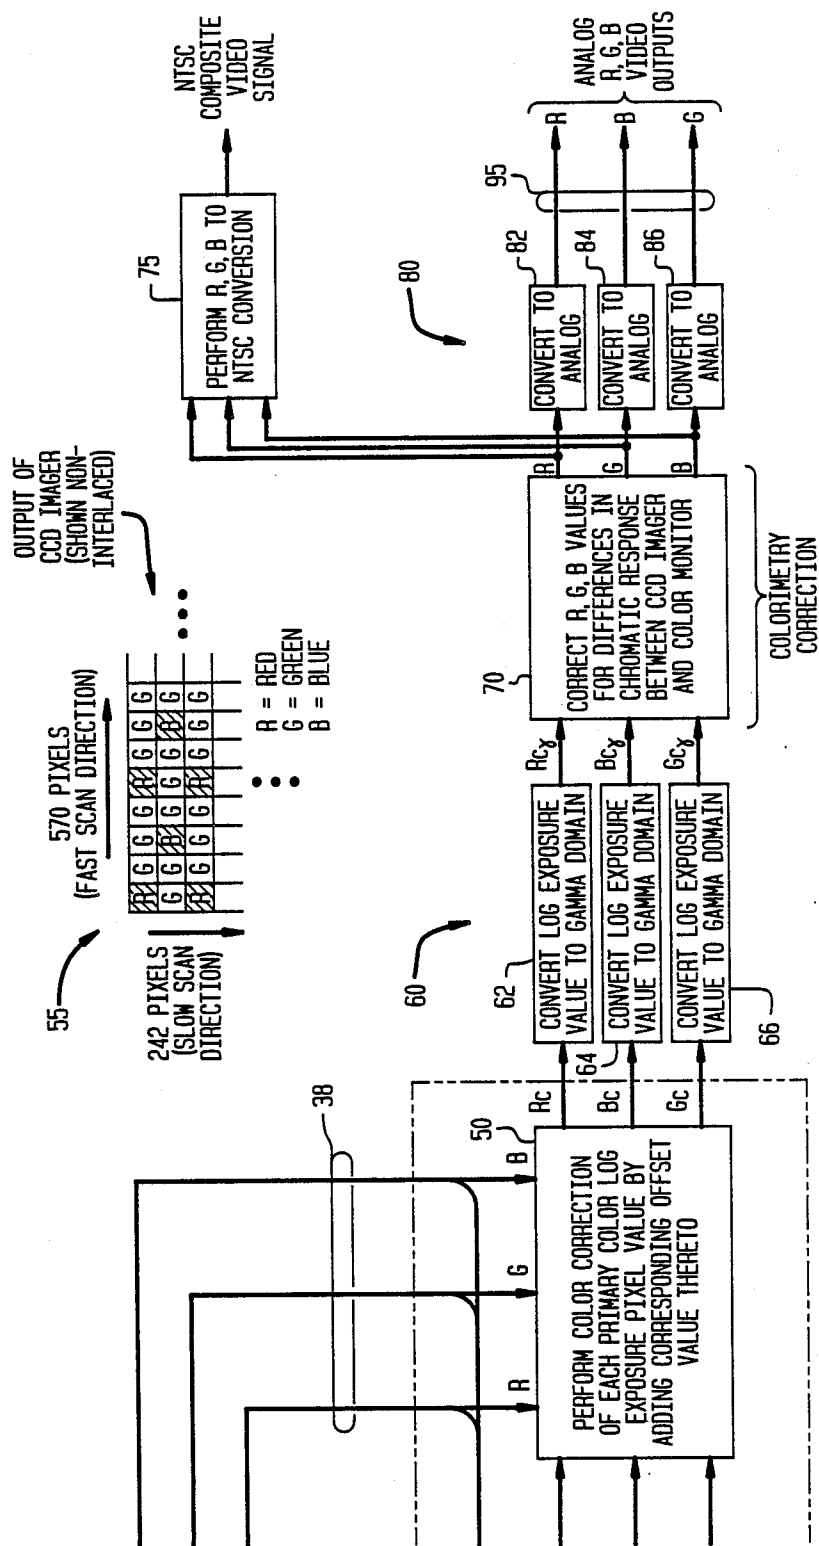 55
570 PIXELS
(FAST SCAN DIRECTION)
242 PIXELS
(SLOW SCAN
DIRECTION)
R G G G R G G G
G G B G G G B G
R G G G R G G G
R = RED
G = GREEN
B = BLUE
OUTPUT OF
CCD IMAGER
(SHOWN NON-
INTERLACED)
75
PERFORM R, G, B TO
NTSC CONVERSION
NTSC
COMPOSITE
VIDEO
SIGNAL
38
R
G
B
50
PERFORM COLOR CORRECTION
OF EACH PRIMARY COLOR LOG
EXPOSURE PIXEL VALUE BY
ADDING CORRESPONDING OFFSET
VALUE THERETO
Rc
Bc
Gc
60
62
CONVERT LOG EXPOSURE
VALUE TO GAMMA DOMAIN
64
CONVERT LOG EXPOSURE
VALUE TO GAMMA DOMAIN
66
CONVERT LOG EXPOSURE
VALUE TO GAMMA DOMAIN
Rcγ
Bcγ
Gcγ
70
CORRECT R, G, B VALUES
FOR DIFFERENCES IN
CHROMATIC RESPONSE
BETWEEN CCD IMAGER
AND COLOR MONITOR
COLORIMETRY
CORRECTION
R
G
B
80
82
CONVERT TO
ANALOG
84
CONVERT TO
ANALOG
86
CONVERT TO
ANALOG
95
R
B
G
ANALOG
R, G, B
VIDEO
OUTPUTS